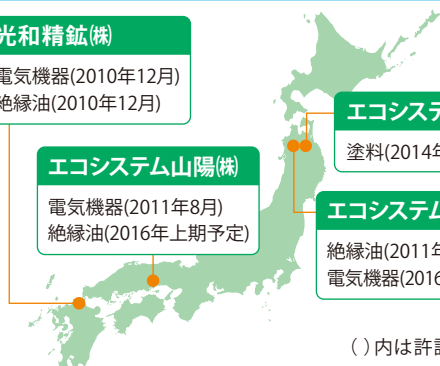 光和精鉱㈱
電気機器(2010年12月)
絶縁油(2010年12月)
エコシステム山陽㈱
電気機器(2011年8月)
絶縁油(2016年上期予定)
エコシステ
塗料(2014年
エコシステム
絶縁油(2011年
電気機器(2016
( )内は許